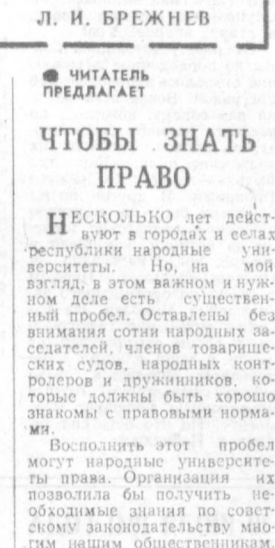 Л. И. БРЕЖНЕВ
● ЧИТАТЕЛЬ
ПРЕДЛАГАЕТ
ЧТОБЫ ЗНАТЬ
ПРАВО
НЕСКОЛЬКО лет дейст-
вуют в городах и селах
республики народные уни-
верситеты. Но, на мой
взгляд, в этом важном и нуж-
ном деле есть существен-
ный пробел. Оставлены без
внимания сотни народных за-
седателей, членов товарище-
ских судов, народных конт-
ролеров и дружинников, ко-
торые должны быть хорошо
знакомы с правовыми норма-
ми.
Восполнить этот пробел
могут народные университе-
ты права. Организация их
позволила бы получить не-
обходимые знания по совет-
скому законодательству мно-
гим нашим общественникам,